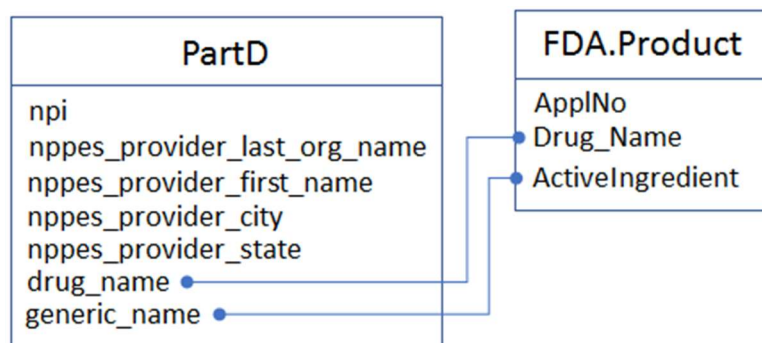 PartD
npi
nppes_provider_last_org_name
nppes_provider_first_name
nppes_provider_city
nppes_provider_state
drug_name
generic_name
FDA.Product
ApplNo
Drug_Name
ActiveIngredient